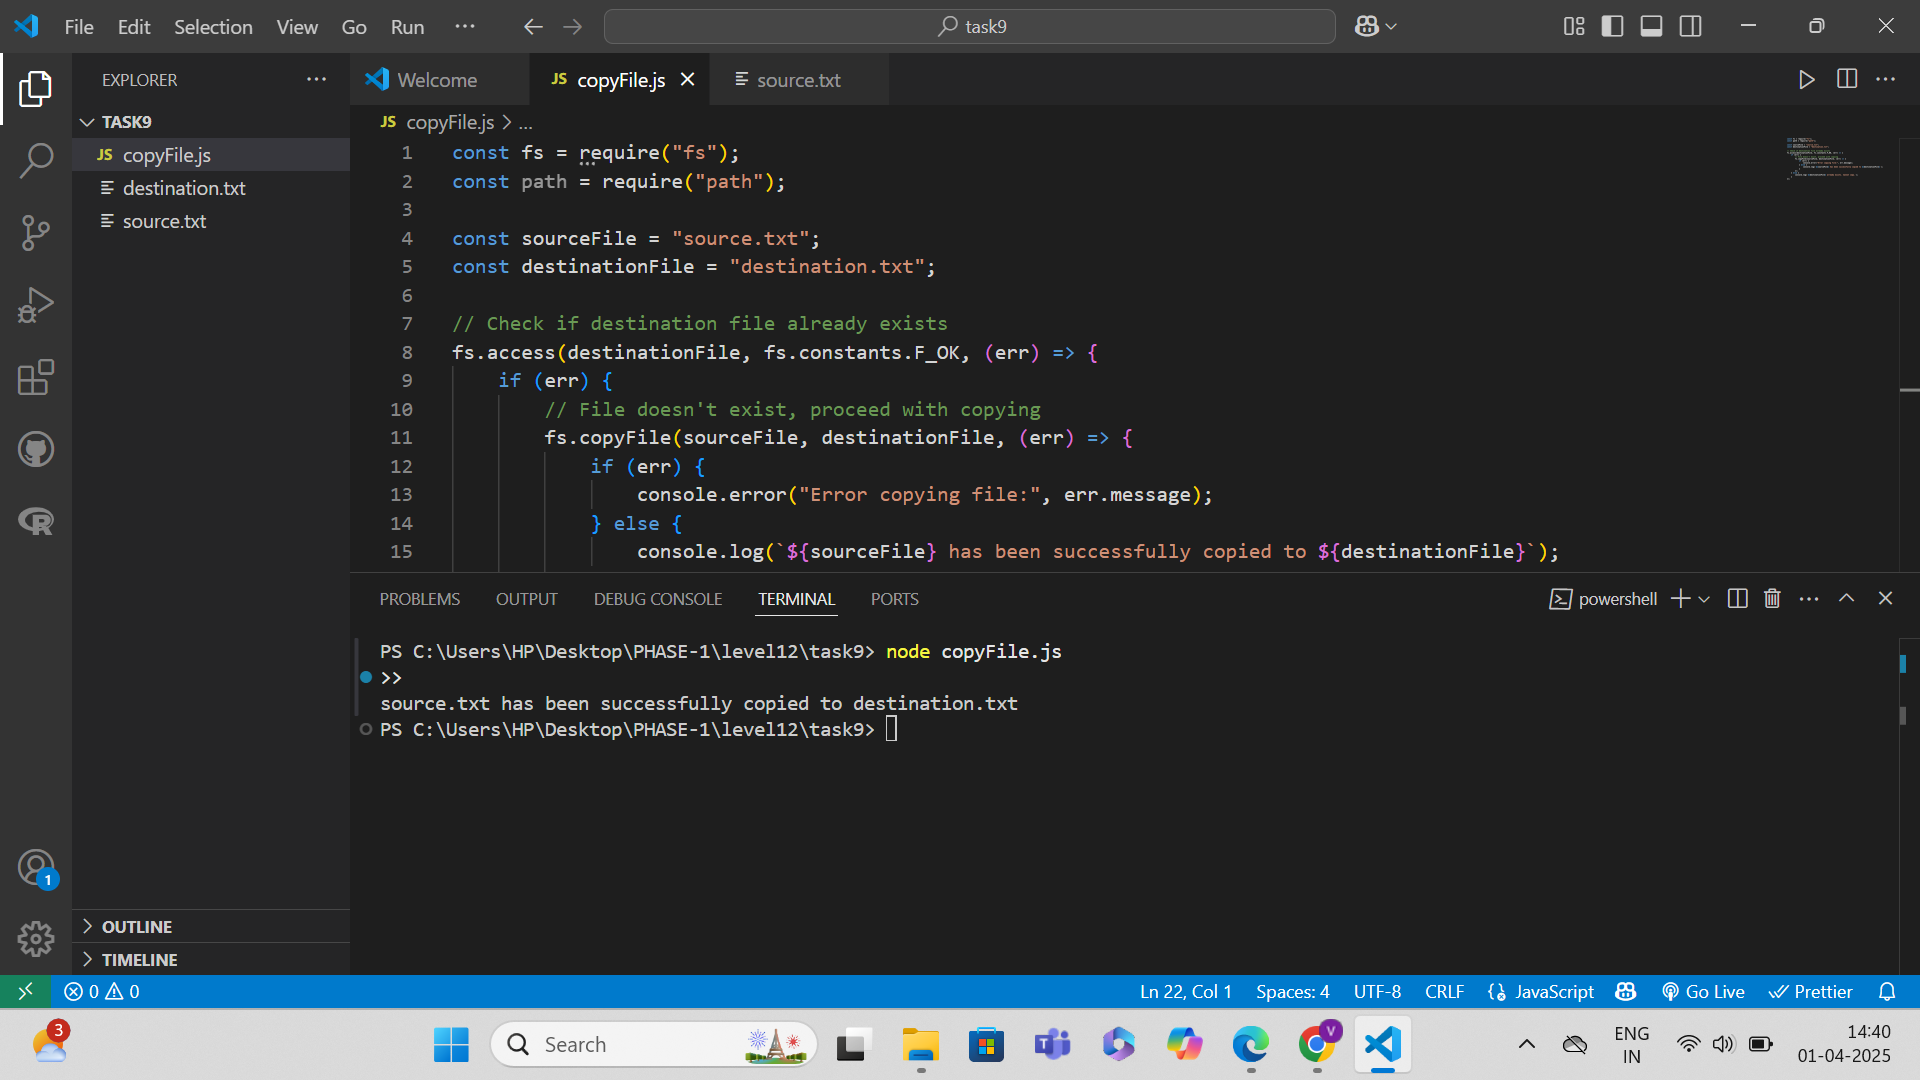 File Edit Selection View Go Run ··· task9
EXPLORER ···
TASK9
JS copyFile.js
destination.txt
source.txt
OUTLINE
TIMELINE
1
Welcome
JS copyFile.js
source.txt
JS copyFile.js > ...
1 const fs = require("fs");
2 const path = require("path");
3
4 const sourceFile = "source.txt";
5 const destinationFile = "destination.txt";
6
7 // Check if destination file already exists
8 fs.access(destinationFile, fs.constants.F_OK, (err) => {
9 if (err) {
10 // File doesn't exist, proceed with copying
11 fs.copyFile(sourceFile, destinationFile, (err) => {
12 if (err) {
13 console.error("Error copying file:", err.message);
14 } else {
15 console.log(`${sourceFile} has been successfully copied to ${destinationFile}`);
PROBLEMS OUTPUT DEBUG CONSOLE TERMINAL PORTS powershell
PS C:\Users\HP\Desktop\PHASE-1\level12\task9> node copyFile.js
>>
source.txt has been successfully copied to destination.txt
PS C:\Users\HP\Desktop\PHASE-1\level12\task9>
0 0 Ln 22, Col 1 Spaces: 4 UTF-8 CRLF JavaScript Go Live Prettier
3 Search V ENG IN 14:40 01-04-2025